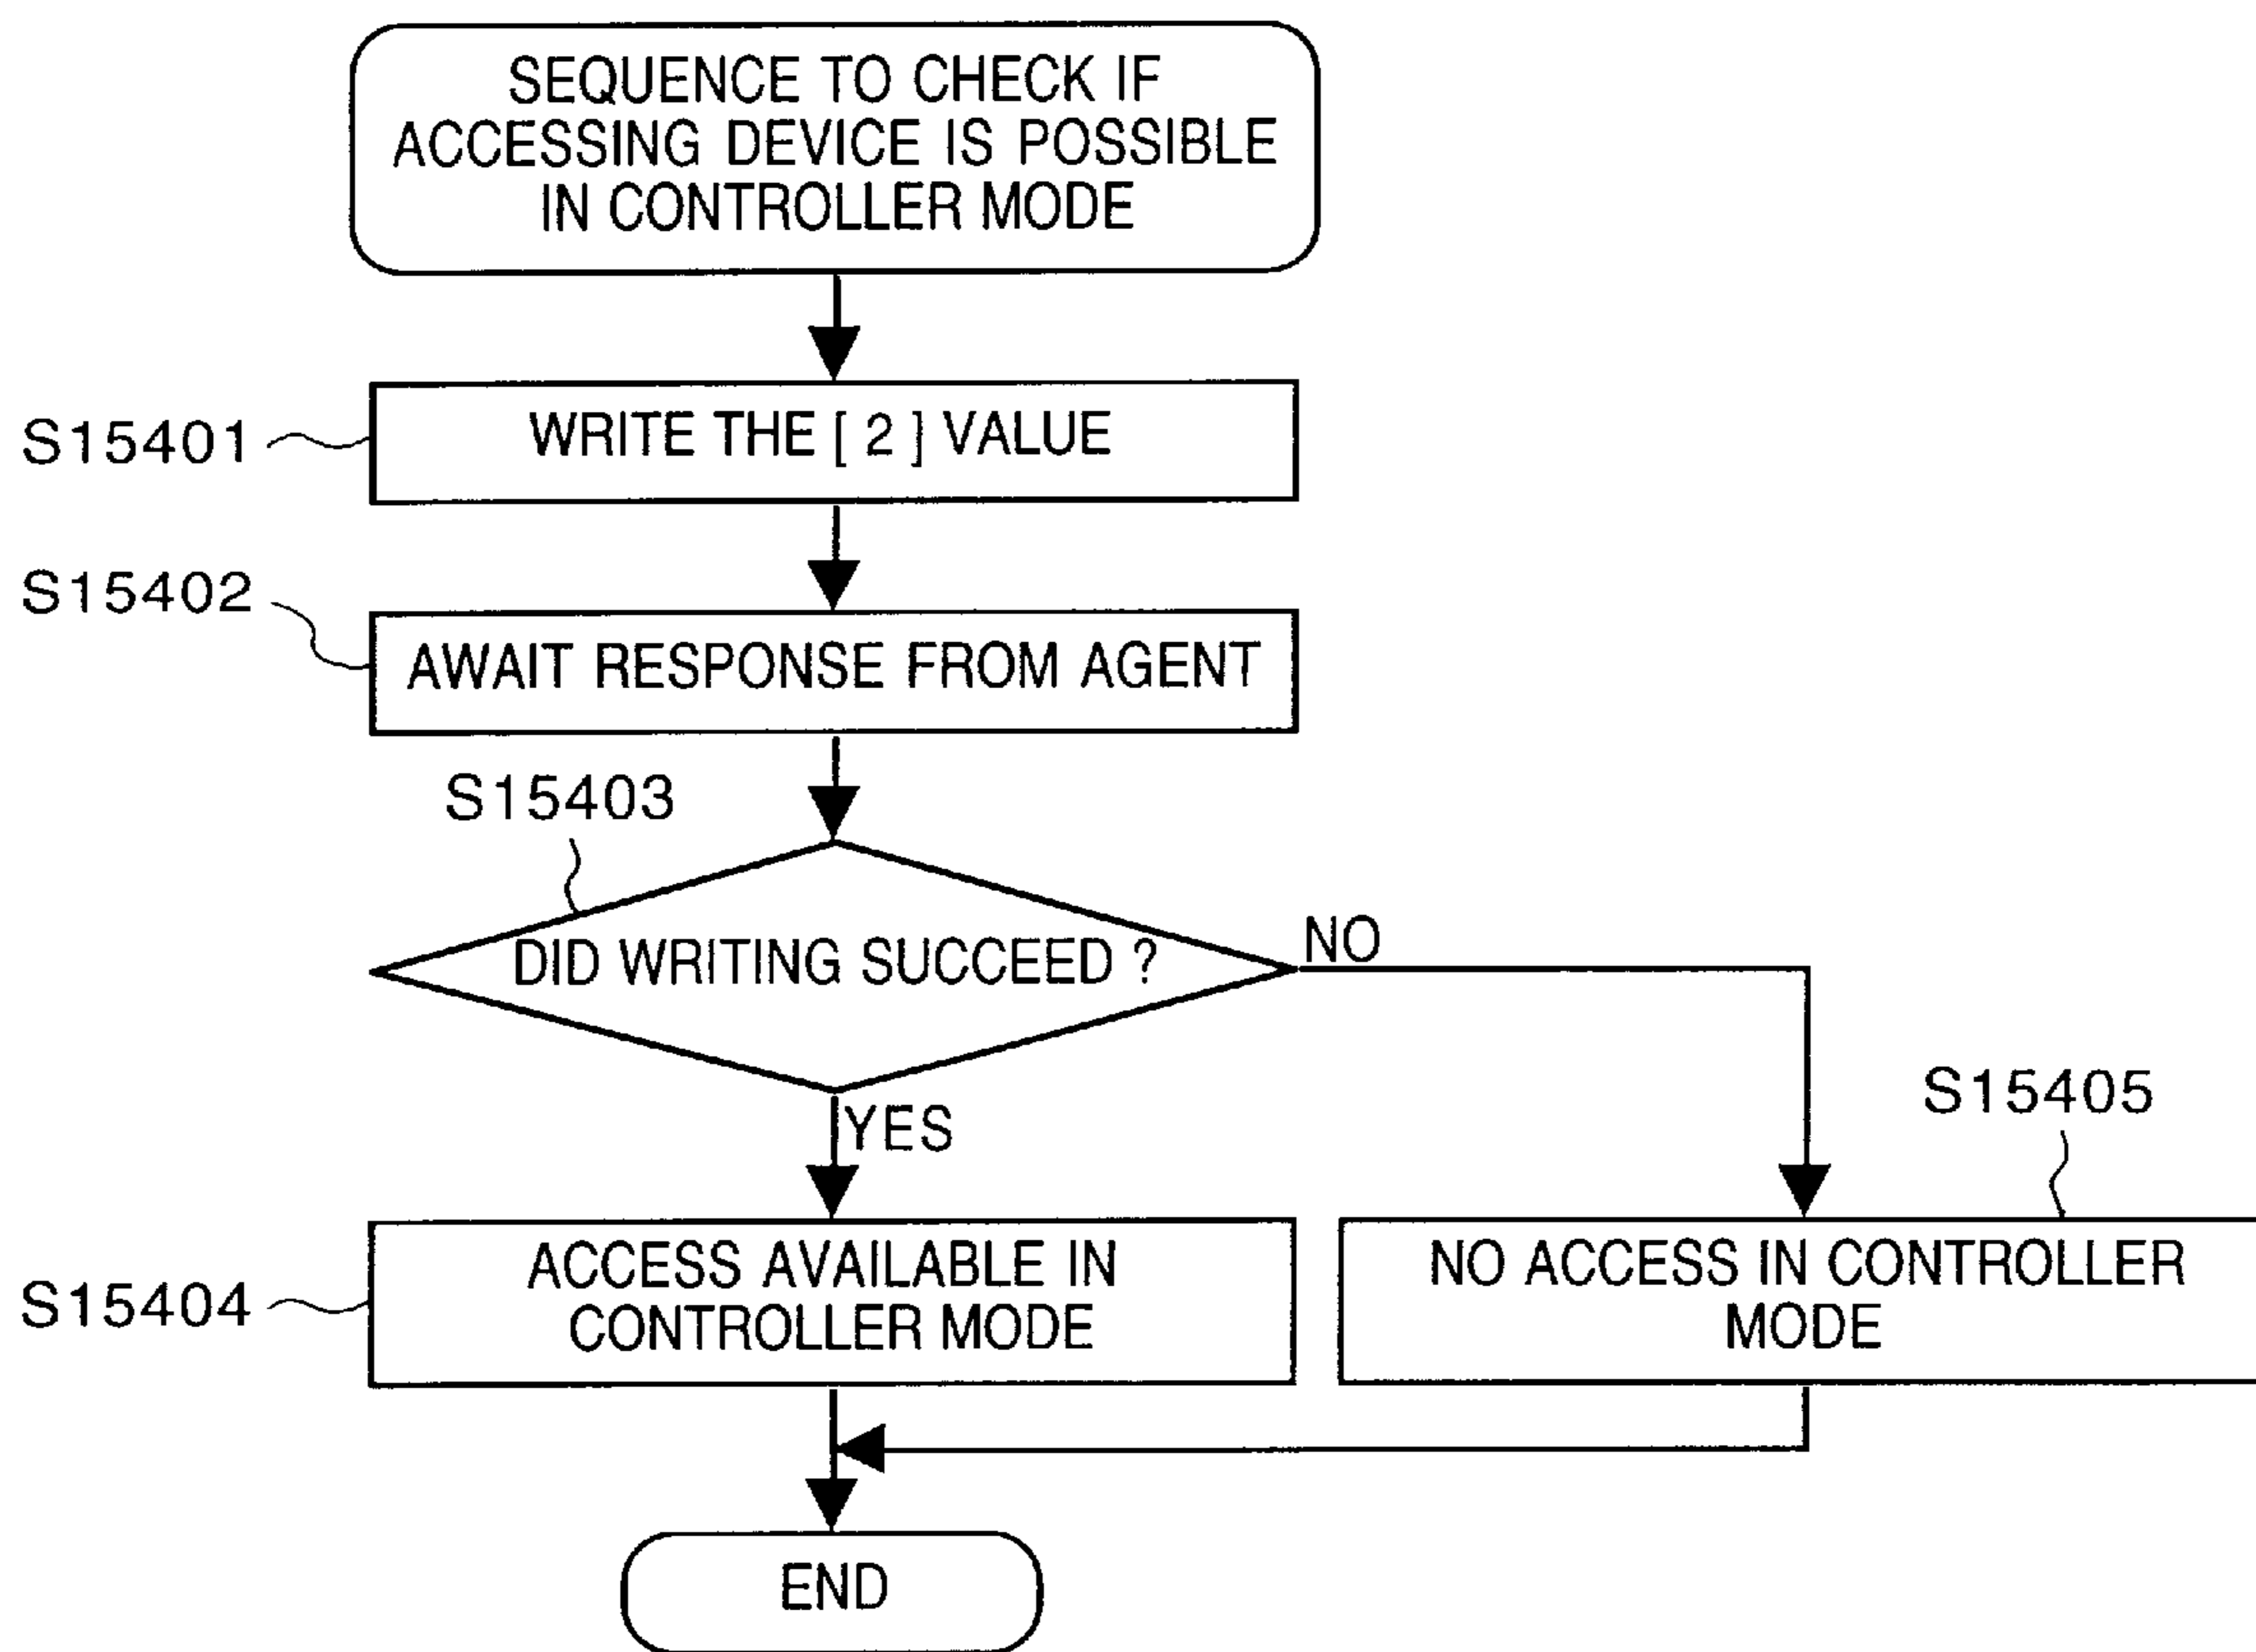 SEQUENCE TO CHECK IF
ACCESSING DEVICE IS POSSIBLE
IN CONTROLLER MODE
S15401
WRITE THE [ 2 ] VALUE
S15402
AWAIT RESPONSE FROM AGENT
S15403
DID WRITING SUCCEED ?
NO
YES
S15405
S15404
ACCESS AVAILABLE IN
CONTROLLER MODE
NO ACCESS IN CONTROLLER
MODE
END